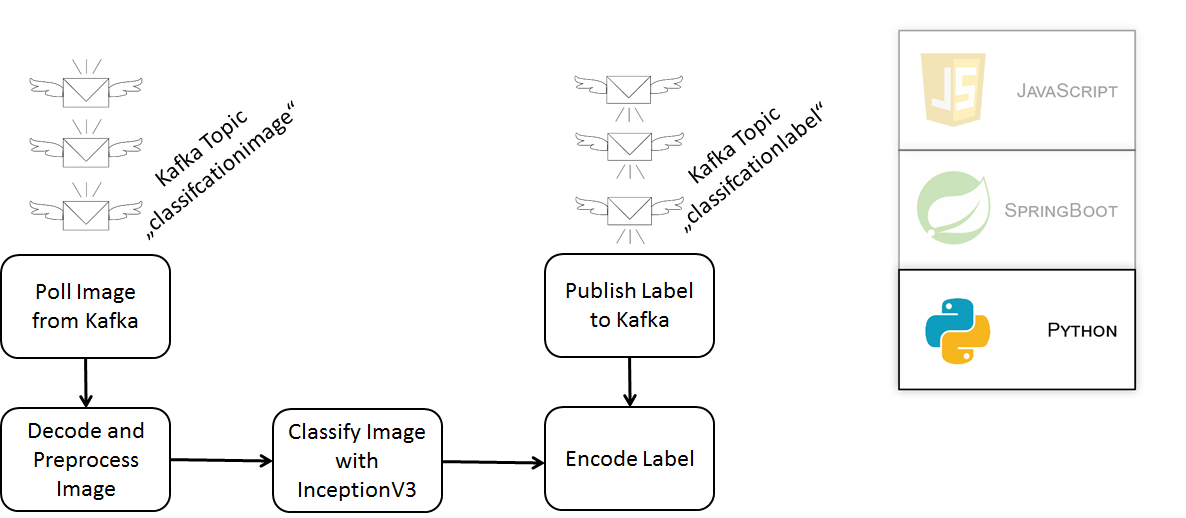 Kafka Topic
„classifcationimage“
Kafka Topic
„classifcationlabel“
JS
JavaScript
SpringBoot
Python
Poll Image
from Kafka
Publish Label
to Kafka
Decode and
Preprocess
Image
Classify Image
with
InceptionV3
Encode Label